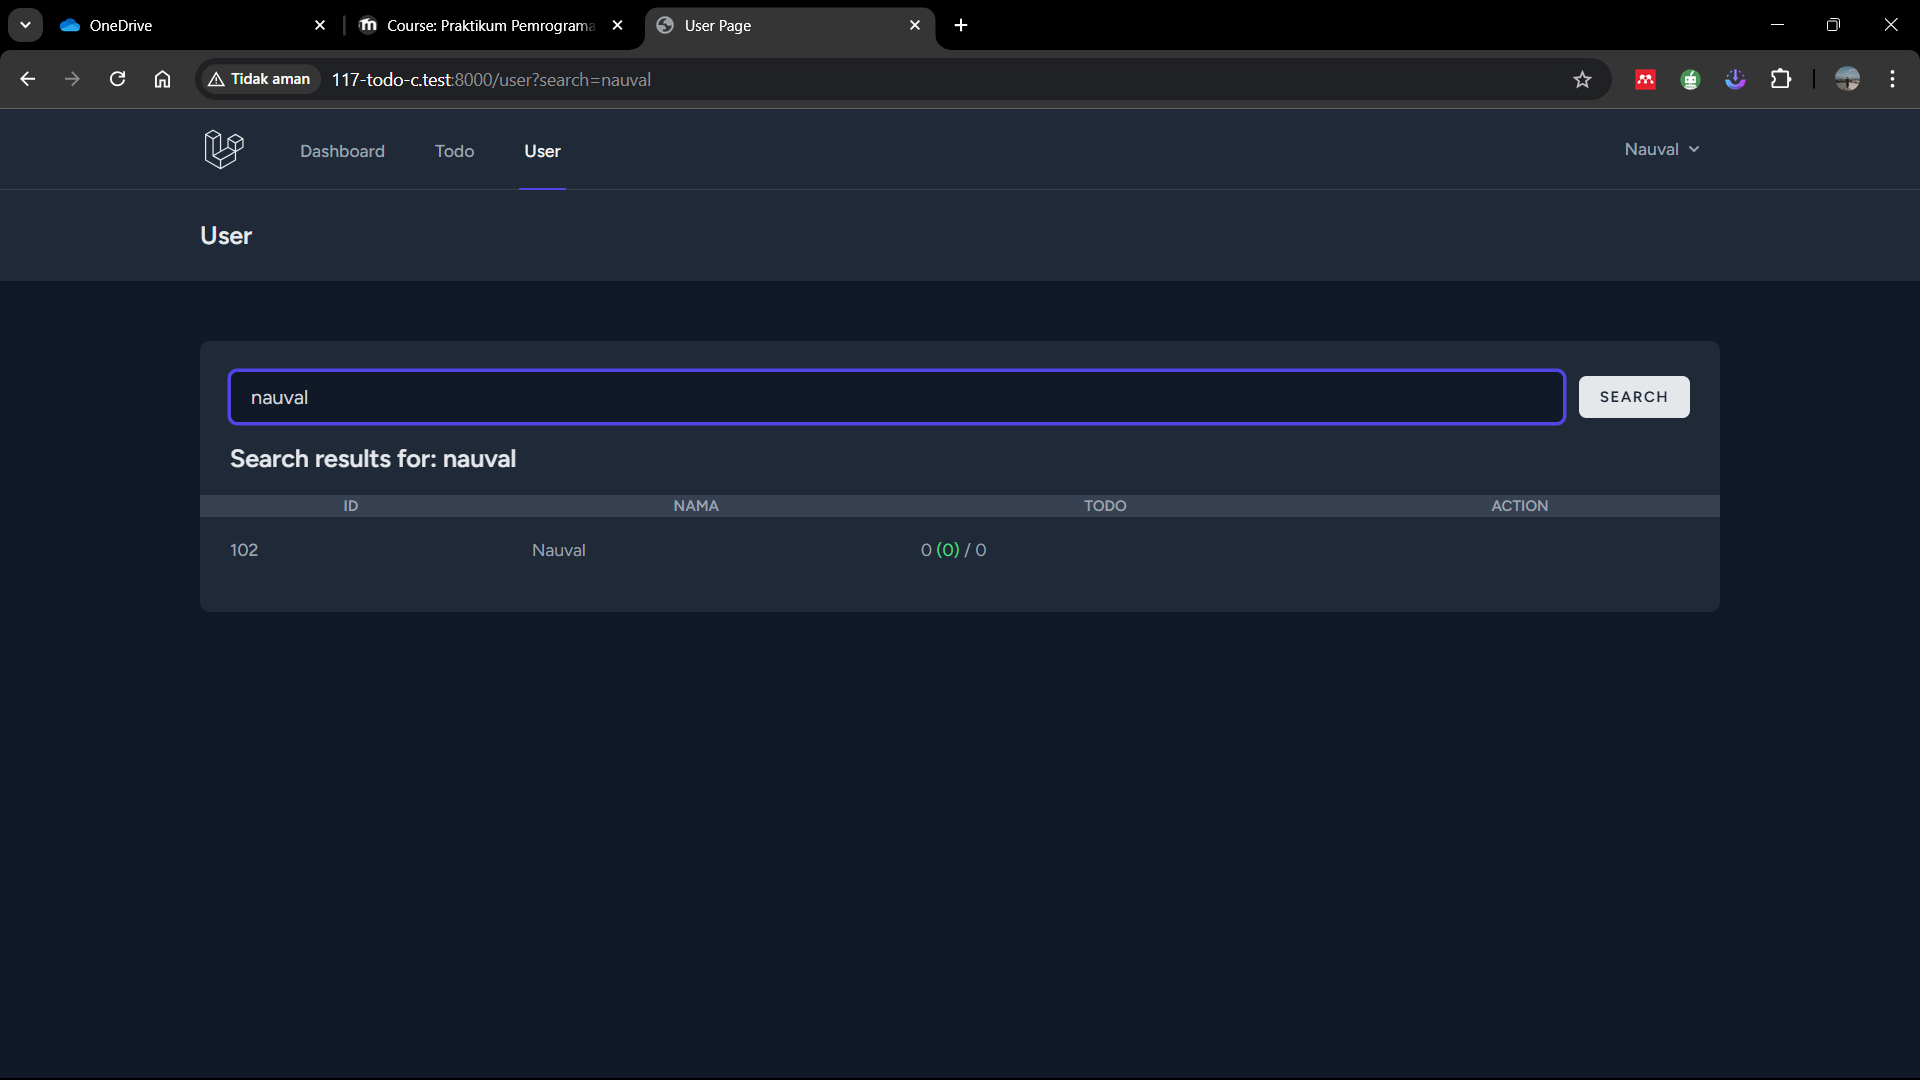 OneDrive
Course: Praktikum Pemrograma
User Page
Tidak aman
117-todo-c.test:8000/user?search=nauval
Dashboard
Todo
User
Nauval
User
nauval
SEARCH
Search results for: nauval
ID NAMA TODO ACTION
102 Nauval 0 (0) / 0